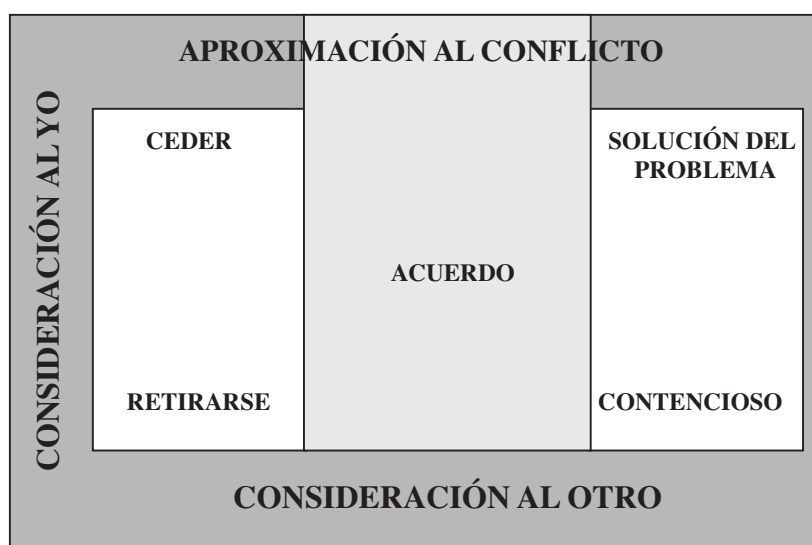 APROXIMACIÓN AL CONFLICTO
CONSIDERACIÓN AL YO
CEDER
SOLUCIÓN DEL
PROBLEMA
ACUERDO
RETIRARSE
CONTENCIOSO
CONSIDERACIÓN AL OTRO